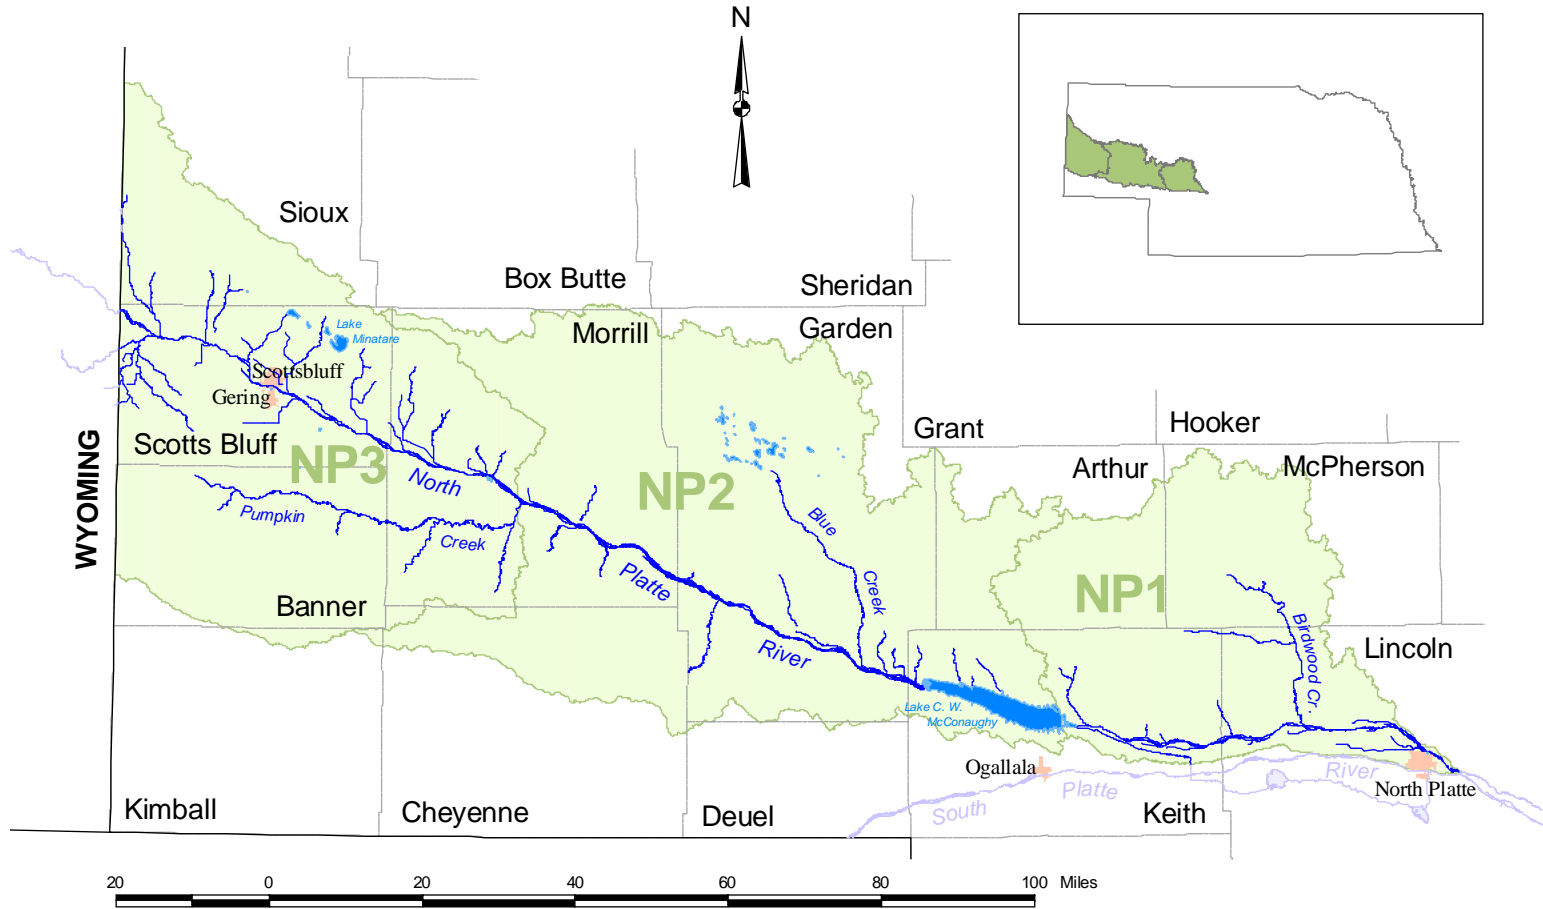 N
Sioux
Box Butte
Sheridan
Morrill
Garden
Lake
Minatare
Scottsbluff
Gering
Scotts Bluff
WYOMING
NP3
North
NP2
Grant
Hooker
Arthur
McPherson
Pumpkin
Creek
Blue
Creek
Platte
NP1
Banner
Birdwood Cr.
River
Lincoln
Lake C. W.
McConaughy
Ogallala
River
North Platte
Platte
South
Kimball
Cheyenne
Deuel
Keith
20 0 20 40 60 80 100 Miles